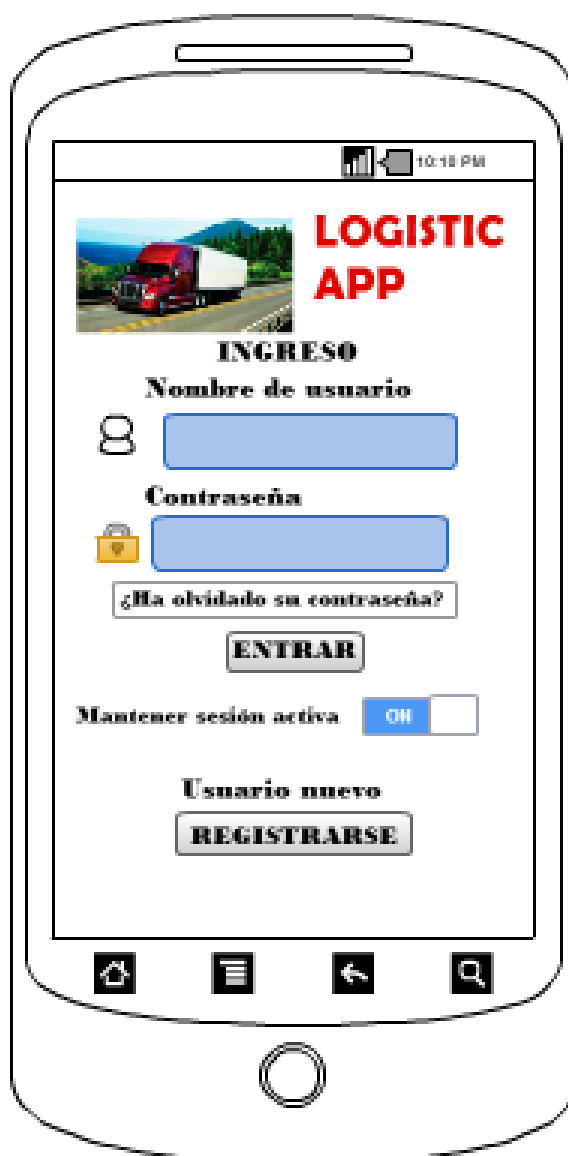 10:18 PM
LOGISTIC
APP
INGRESO
Nombre de usuario
Contraseña
¿Ha olvidado su contraseña?
ENTRAR
Mantener sesión activa ON
Usuario nuevo
REGISTRARSE